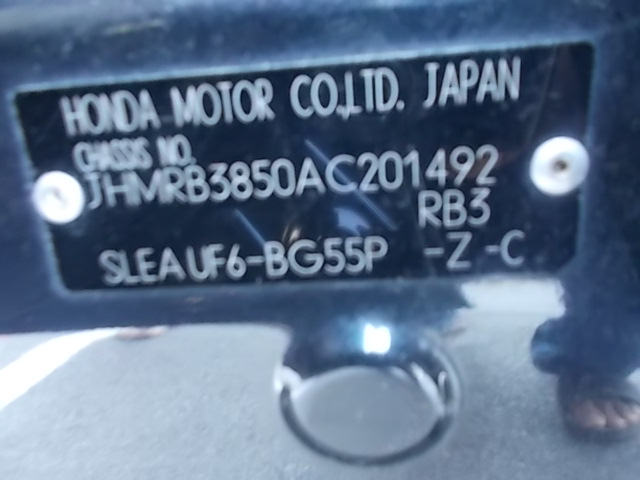 HONDA MOTOR CO.,LTD. JAPAN
CHASSIS NO.
JHMRB3850AC201492
RB3
SLEAUF6-BG55P -Z -C